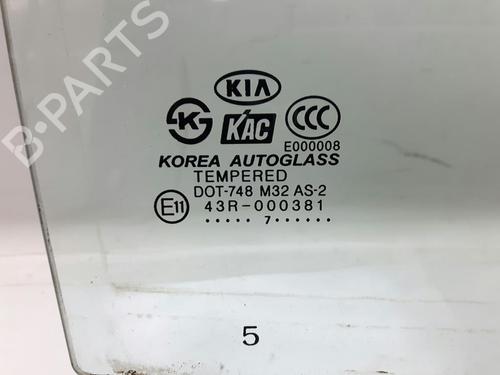 B-PARTS
KIA
K KAC CCC
E000008
KOREA AUTOGLASS
TEMPERED
DOT-748 M32 AS-2
E11 43R-000381
..... 7 ......
5